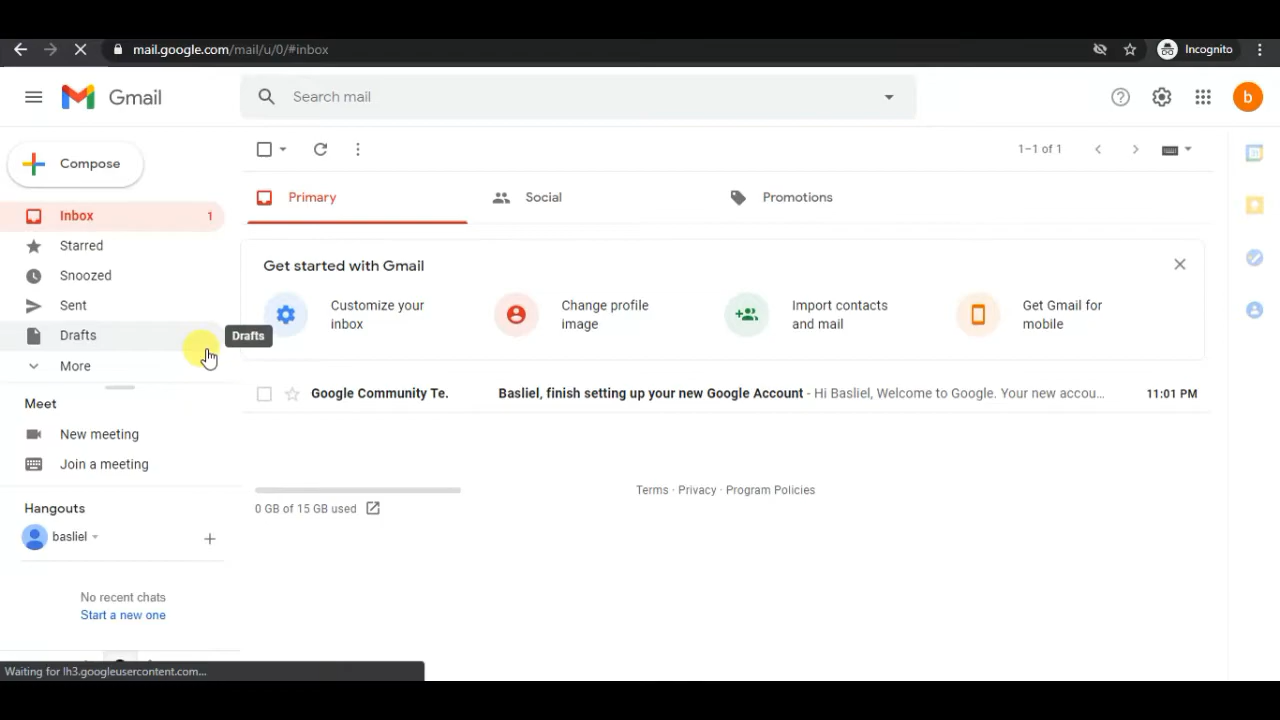 mail.google.com/mail/u/0/#inbox
Incognito
Gmail
Search mail
b
Compose
1–1 of 1
Primary
Social
Promotions
Inbox
1
Starred
Snoozed
Sent
Drafts
Drafts
More
Get started with Gmail
Customize your
inbox
Change profile
image
Import contacts
and mail
Get Gmail for
mobile
Google Community Te. Basliel, finish setting up your new Google Account - Hi Basliel, Welcome to Google. Your new accou... 11:01 PM
Meet
New meeting
Join a meeting
Terms · Privacy · Program Policies
0 GB of 15 GB used
Hangouts
basliel
No recent chats
Start a new one
Waiting for lh3.googleusercontent.com...